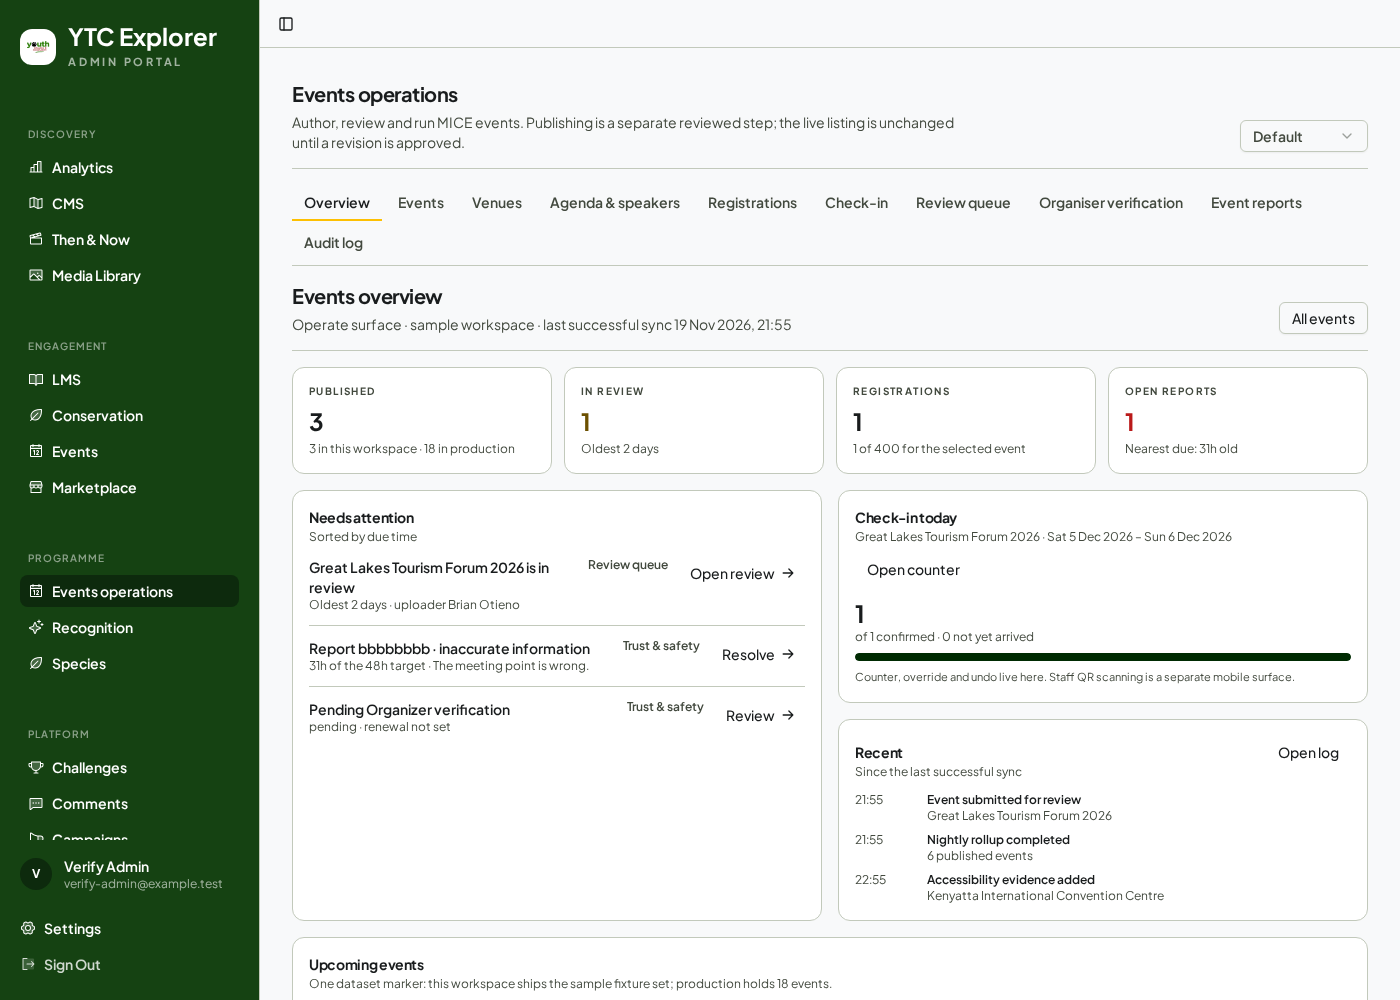 YTC Explorer
ADMIN PORTAL
DISCOVERY
Analytics
CMS
Then & Now
Media Library
ENGAGEMENT
LMS
Conservation
Events
Marketplace
PROGRAMME
Events operations
Recognition
Species
PLATFORM
Challenges
Comments
Campaigns
V
Verify Admin
verify-admin@example.test
Settings
Sign Out
Events operations
Author, review and run MICE events. Publishing is a separate reviewed step; the live listing is unchanged
until a revision is approved.
Default
Overview
Events
Venues
Agenda & speakers
Registrations
Check-in
Review queue
Organiser verification
Event reports
Audit log
Events overview
Operate surface · sample workspace · last successful sync 19 Nov 2026, 21:55
All events
PUBLISHED
3
3 in this workspace · 18 in production
IN REVIEW
1
Oldest 2 days
REGISTRATIONS
1
1 of 400 for the selected event
OPEN REPORTS
1
Nearest due: 31h old
Needs attention
Sorted by due time
Great Lakes Tourism Forum 2026 is in
review
Oldest 2 days · uploader Brian Otieno
Review queue
Open review
Report bbbbbbbb · inaccurate information
31h of the 48h target · The meeting point is wrong.
Trust & safety
Resolve
Pending Organizer verification
pending · renewal not set
Trust & safety
Review
Check-in today
Great Lakes Tourism Forum 2026 · Sat 5 Dec 2026 – Sun 6 Dec 2026
Open counter
1
of 1 confirmed · 0 not yet arrived
Counter, override and undo live here. Staff QR scanning is a separate mobile surface.
Recent
Since the last successful sync
Open log
21:55
Event submitted for review
Great Lakes Tourism Forum 2026
21:55
Nightly rollup completed
6 published events
22:55
Accessibility evidence added
Kenyatta International Convention Centre
Upcoming events
One dataset marker: this workspace ships the sample fixture set; production holds 18 events.